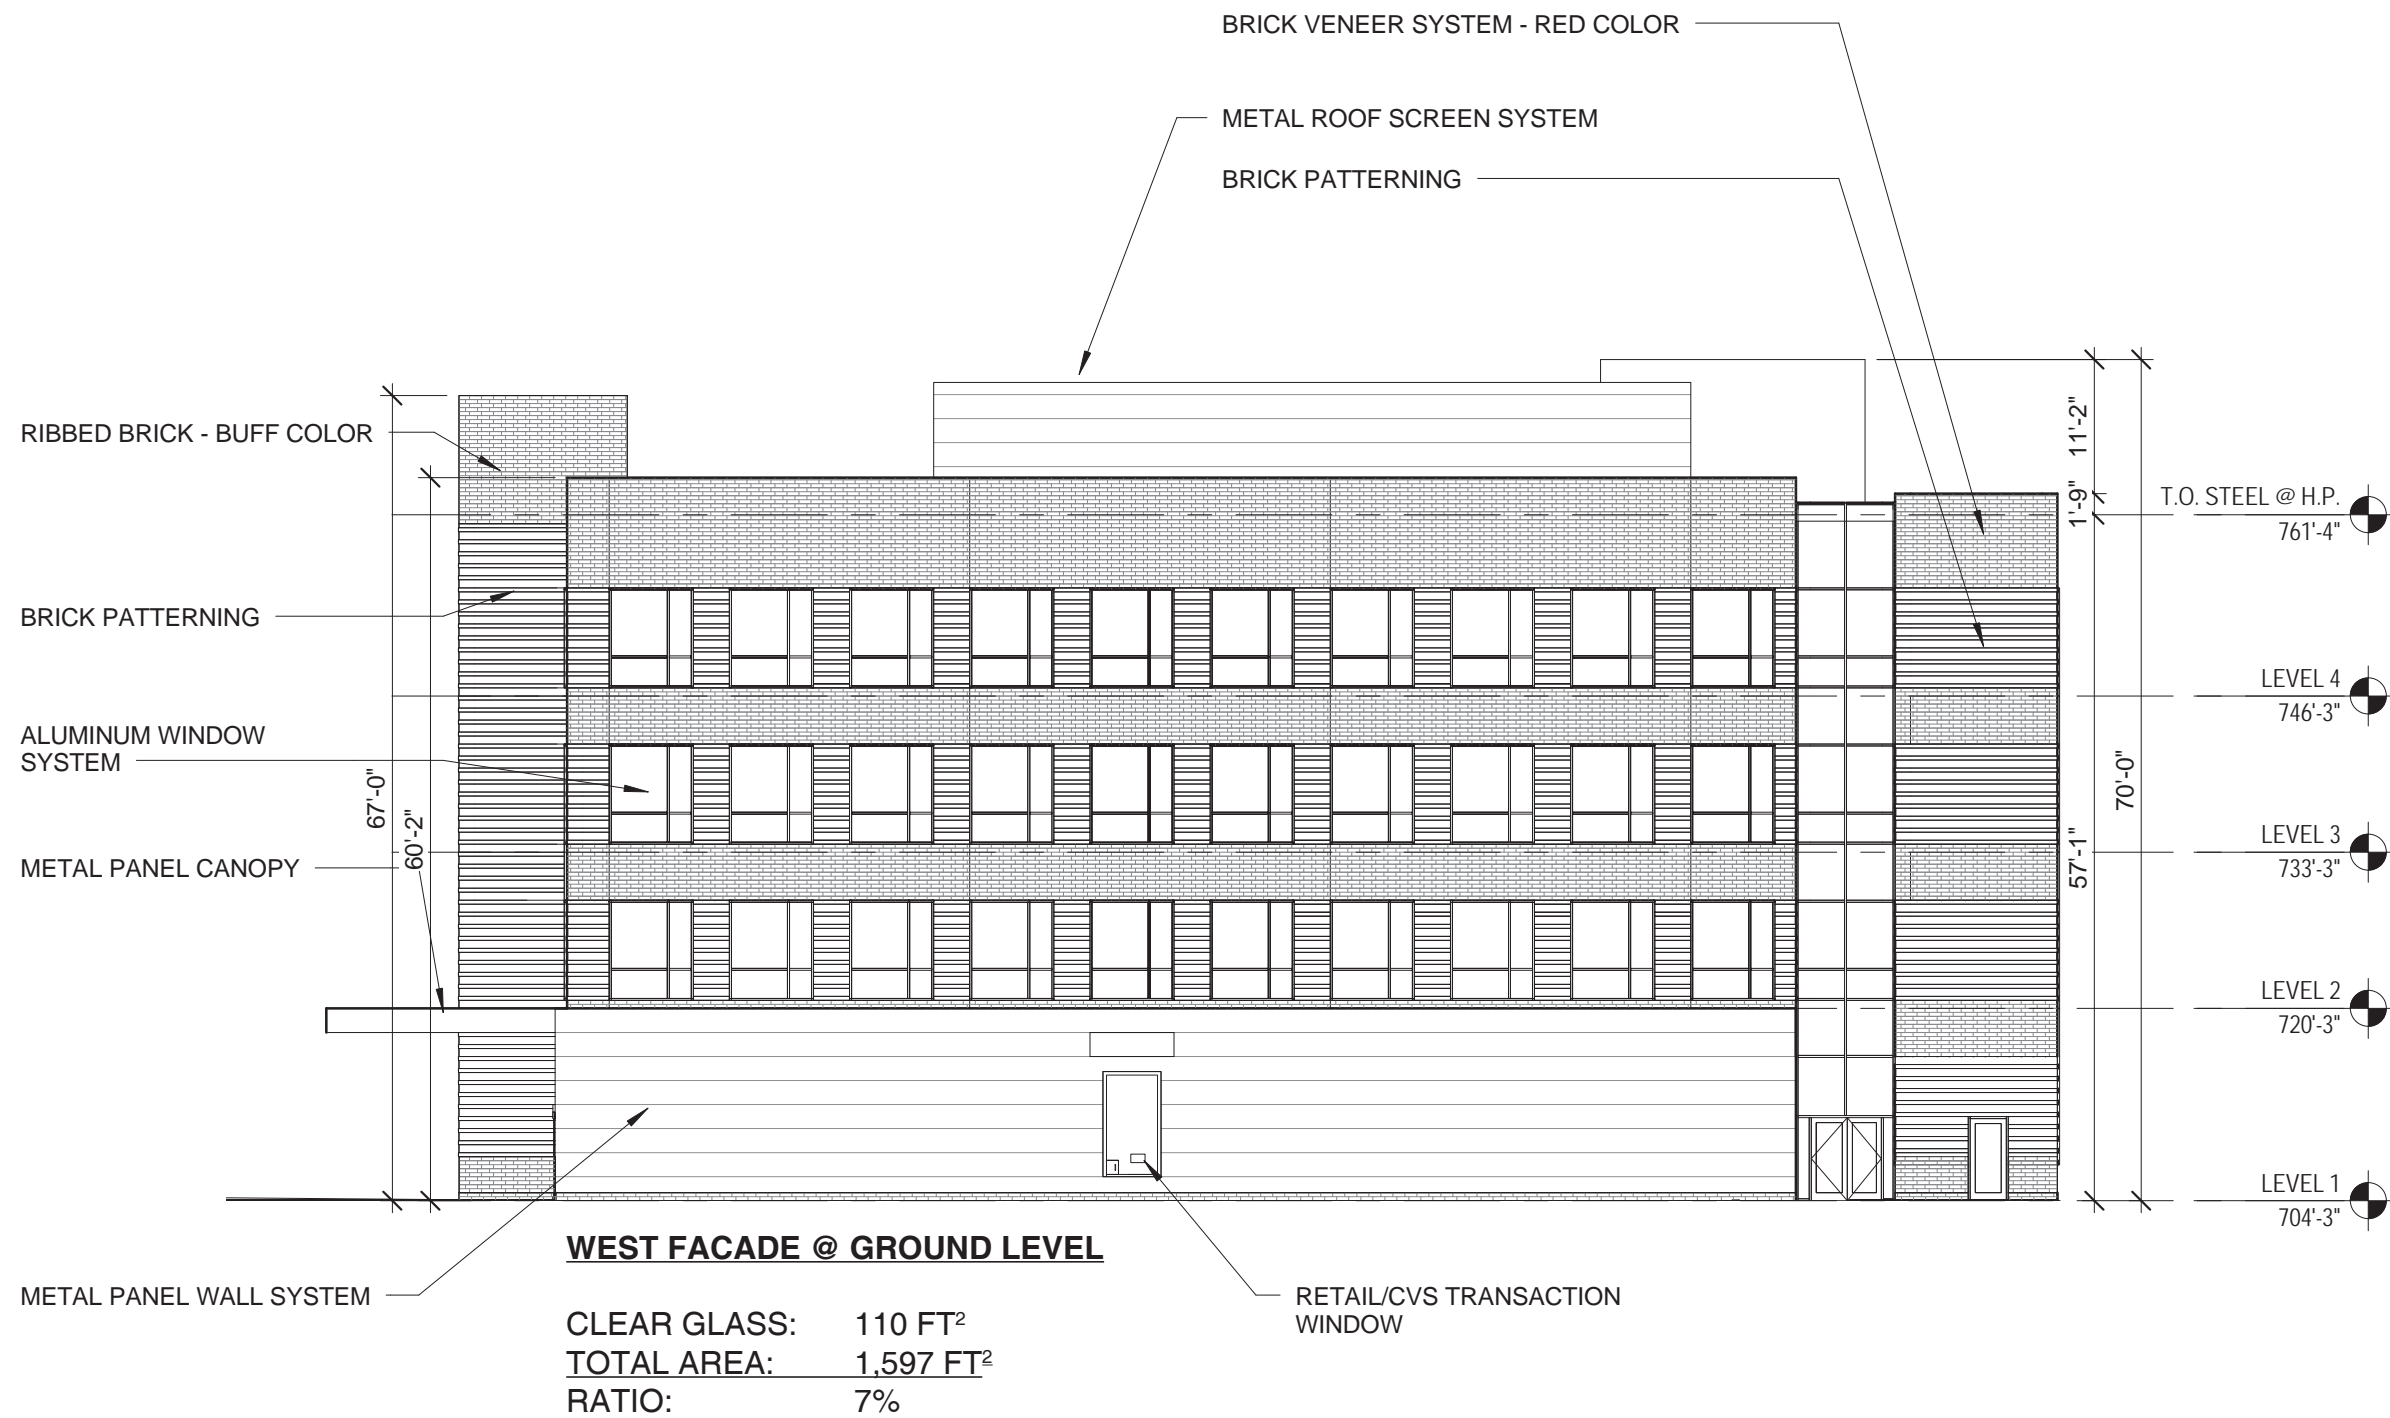 BRICK VENEER SYSTEM - RED COLOR
METAL ROOF SCREEN SYSTEM
BRICK PATTERNING
RIBBED BRICK - BUFF COLOR
BRICK PATTERNING
ALUMINUM WINDOW
SYSTEM
METAL PANEL CANOPY
METAL PANEL WALL SYSTEM
67'-0"
60'-2"
11'-2"
1'-9"
57'-1"
70'-0"
T.O. STEEL @ H.P.
761'-4"
LEVEL 4
746'-3"
LEVEL 3
733'-3"
LEVEL 2
720'-3"
LEVEL 1
704'-3"
RETAIL/CVS TRANSACTION
WINDOW
WEST FACADE @ GROUND LEVEL
CLEAR GLASS: 110 FT²
TOTAL AREA: 1,597 FT²
RATIO: 7%